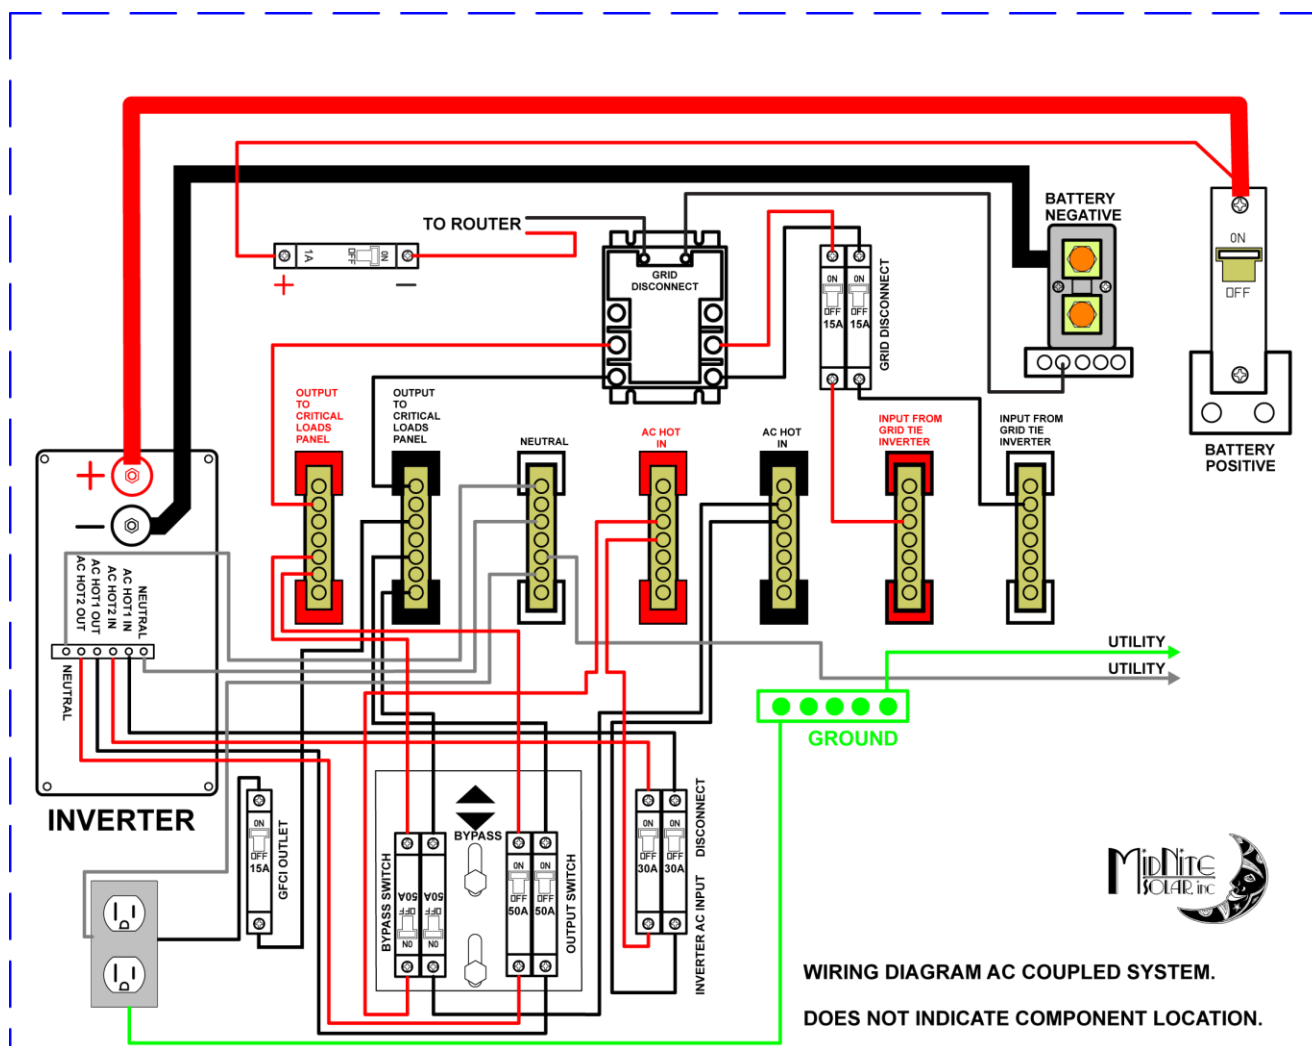 TO ROUTER
1A
OFF
ON
+
−
GRID
DISCONNECT
ON
OFF
15A
ON
OFF
15A
GRID DISCONNECT
BATTERY
NEGATIVE
ON
OFF
BATTERY
POSITIVE
OUTPUT
TO
CRITICAL
LOADS
PANEL
OUTPUT
TO
CRITICAL
LOADS
PANEL
NEUTRAL
AC HOT
IN
AC HOT
IN
INPUT FROM
GRID TIE
INVERTER
INPUT FROM
GRID TIE
INVERTER
+
−
NEUTRAL
AC HOT1 IN
AC HOT2 IN
AC HOT1 OUT
AC HOT2 OUT
NEUTRAL
INVERTER
UTILITY
UTILITY
GROUND
ON
OFF
15A
GFCI OUTLET
BYPASS
BYPASS SWITCH
50A
OFF
ON
50A
OFF
ON
ON
OFF
50A
ON
OFF
50A
OUTPUT SWITCH
ON
OFF
30A
ON
OFF
30A
INVERTER AC INPUT DISCONNECT
MIDNITE
SOLAR, inc
WIRING DIAGRAM AC COUPLED SYSTEM.
DOES NOT INDICATE COMPONENT LOCATION.